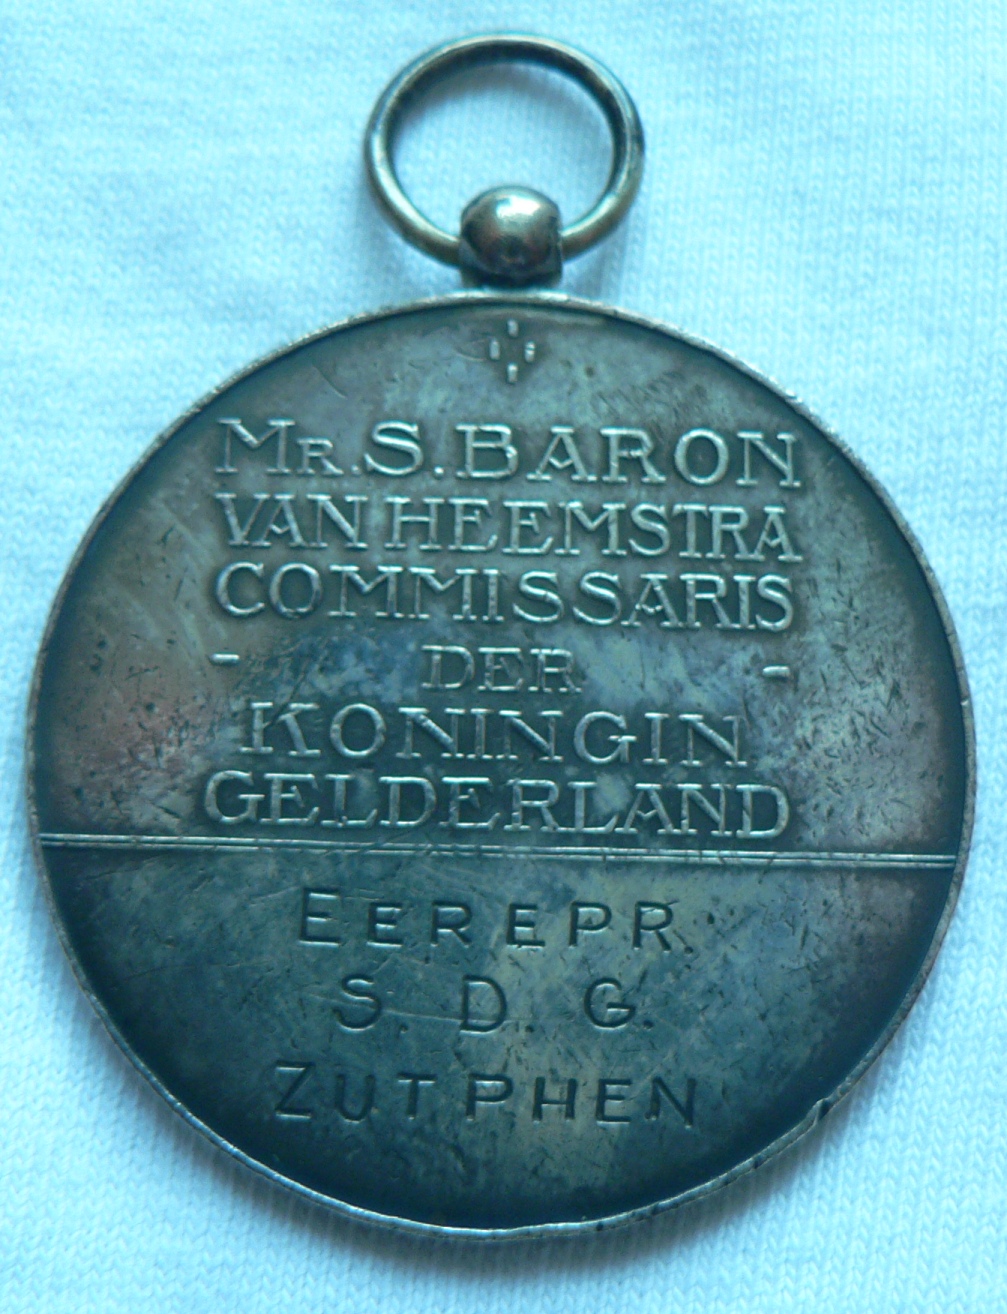 MR. S. BARON
VAN HEEMSTRA
COMMISSARIS
- DER -
KONINGIN
GELDERLAND
EEREPR.
S. D. G.
ZUTPHEN